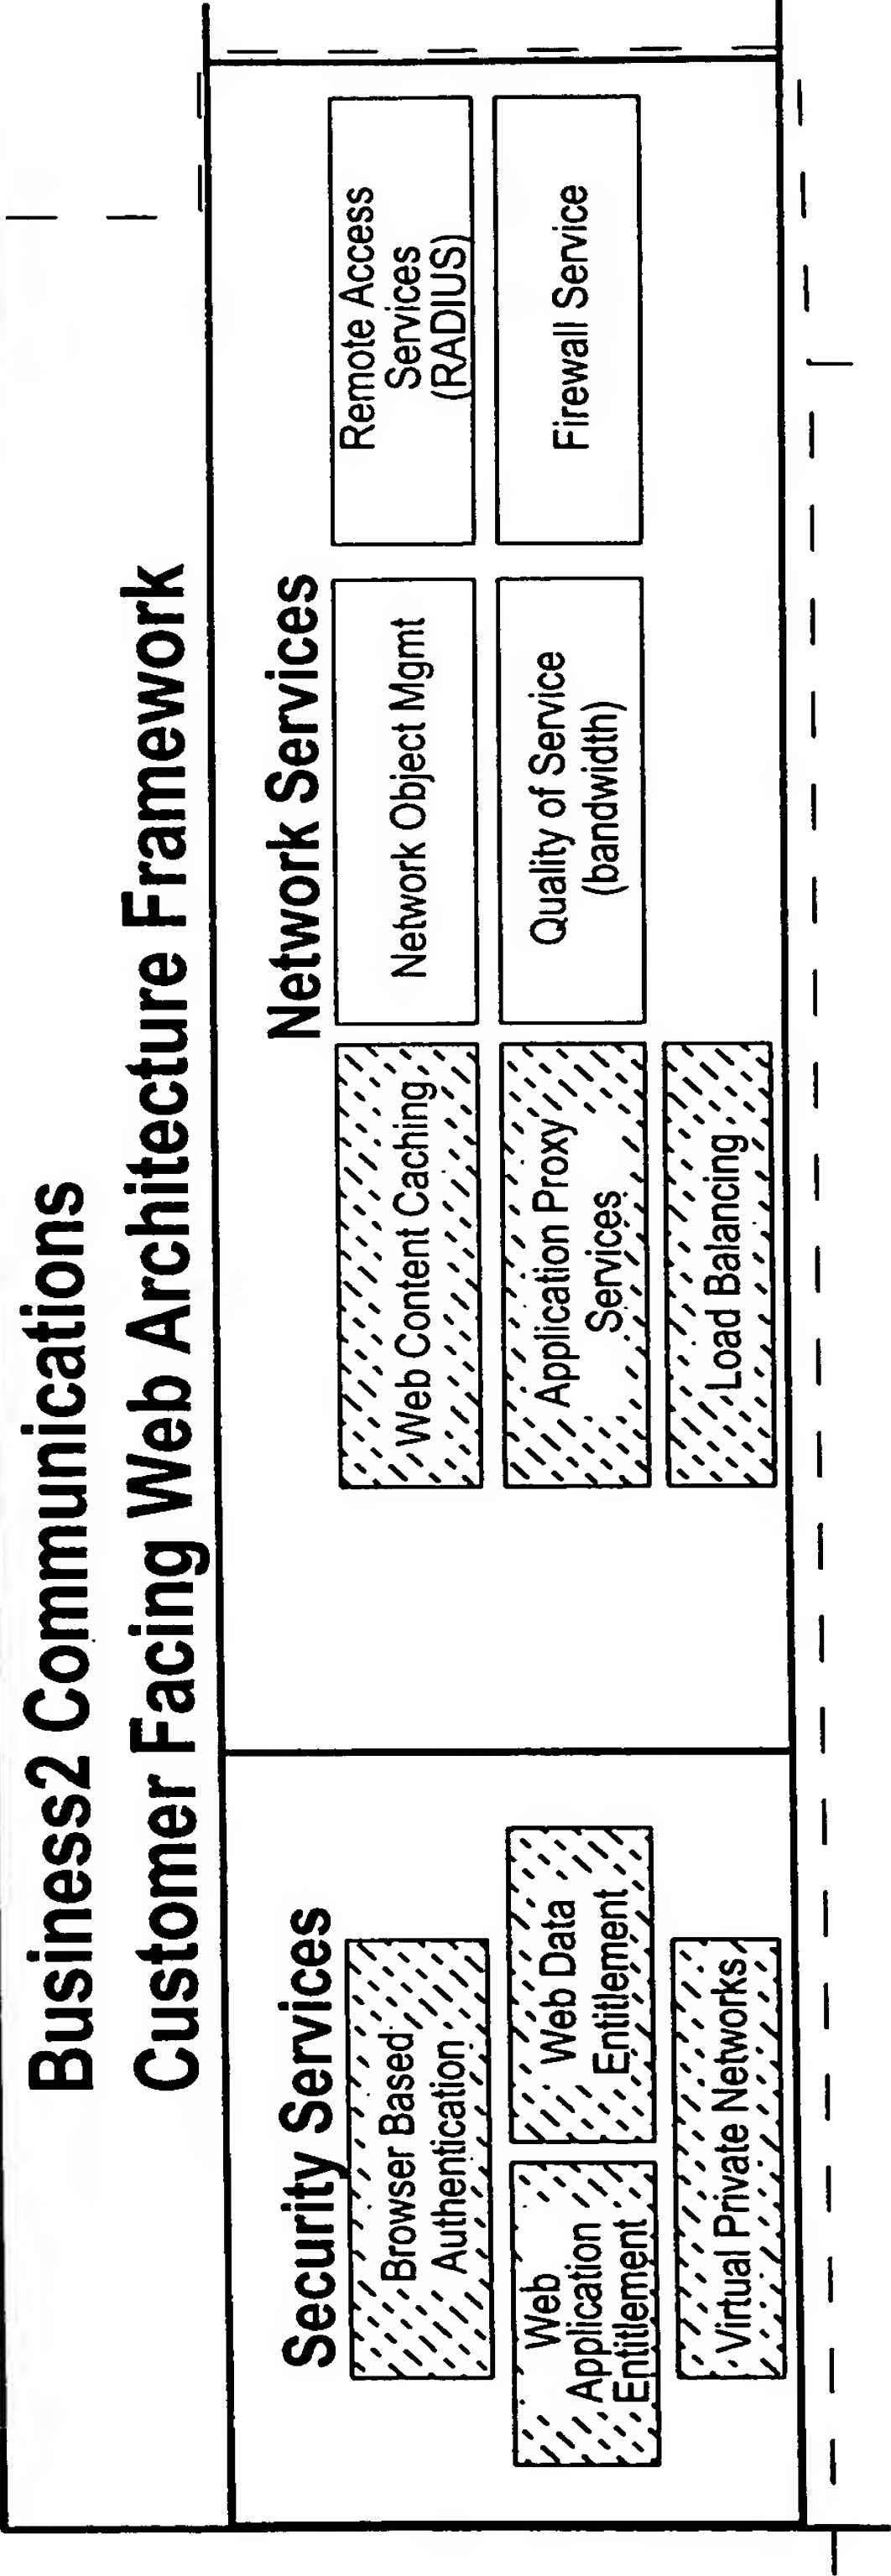 Business2 Communications
Customer Facing Web Architecture Framework
Security Services
Browser Based
Authentication
Web
Application
Entitlement
Web Data
Entitlement
Virtual Private Networks
Network Services
Web Content Caching
Network Object Mgmt
Remote Access
Services
(RADIUS)
Application Proxy
Services
Quality of Service
(bandwidth)
Firewall Service
Load Balancing